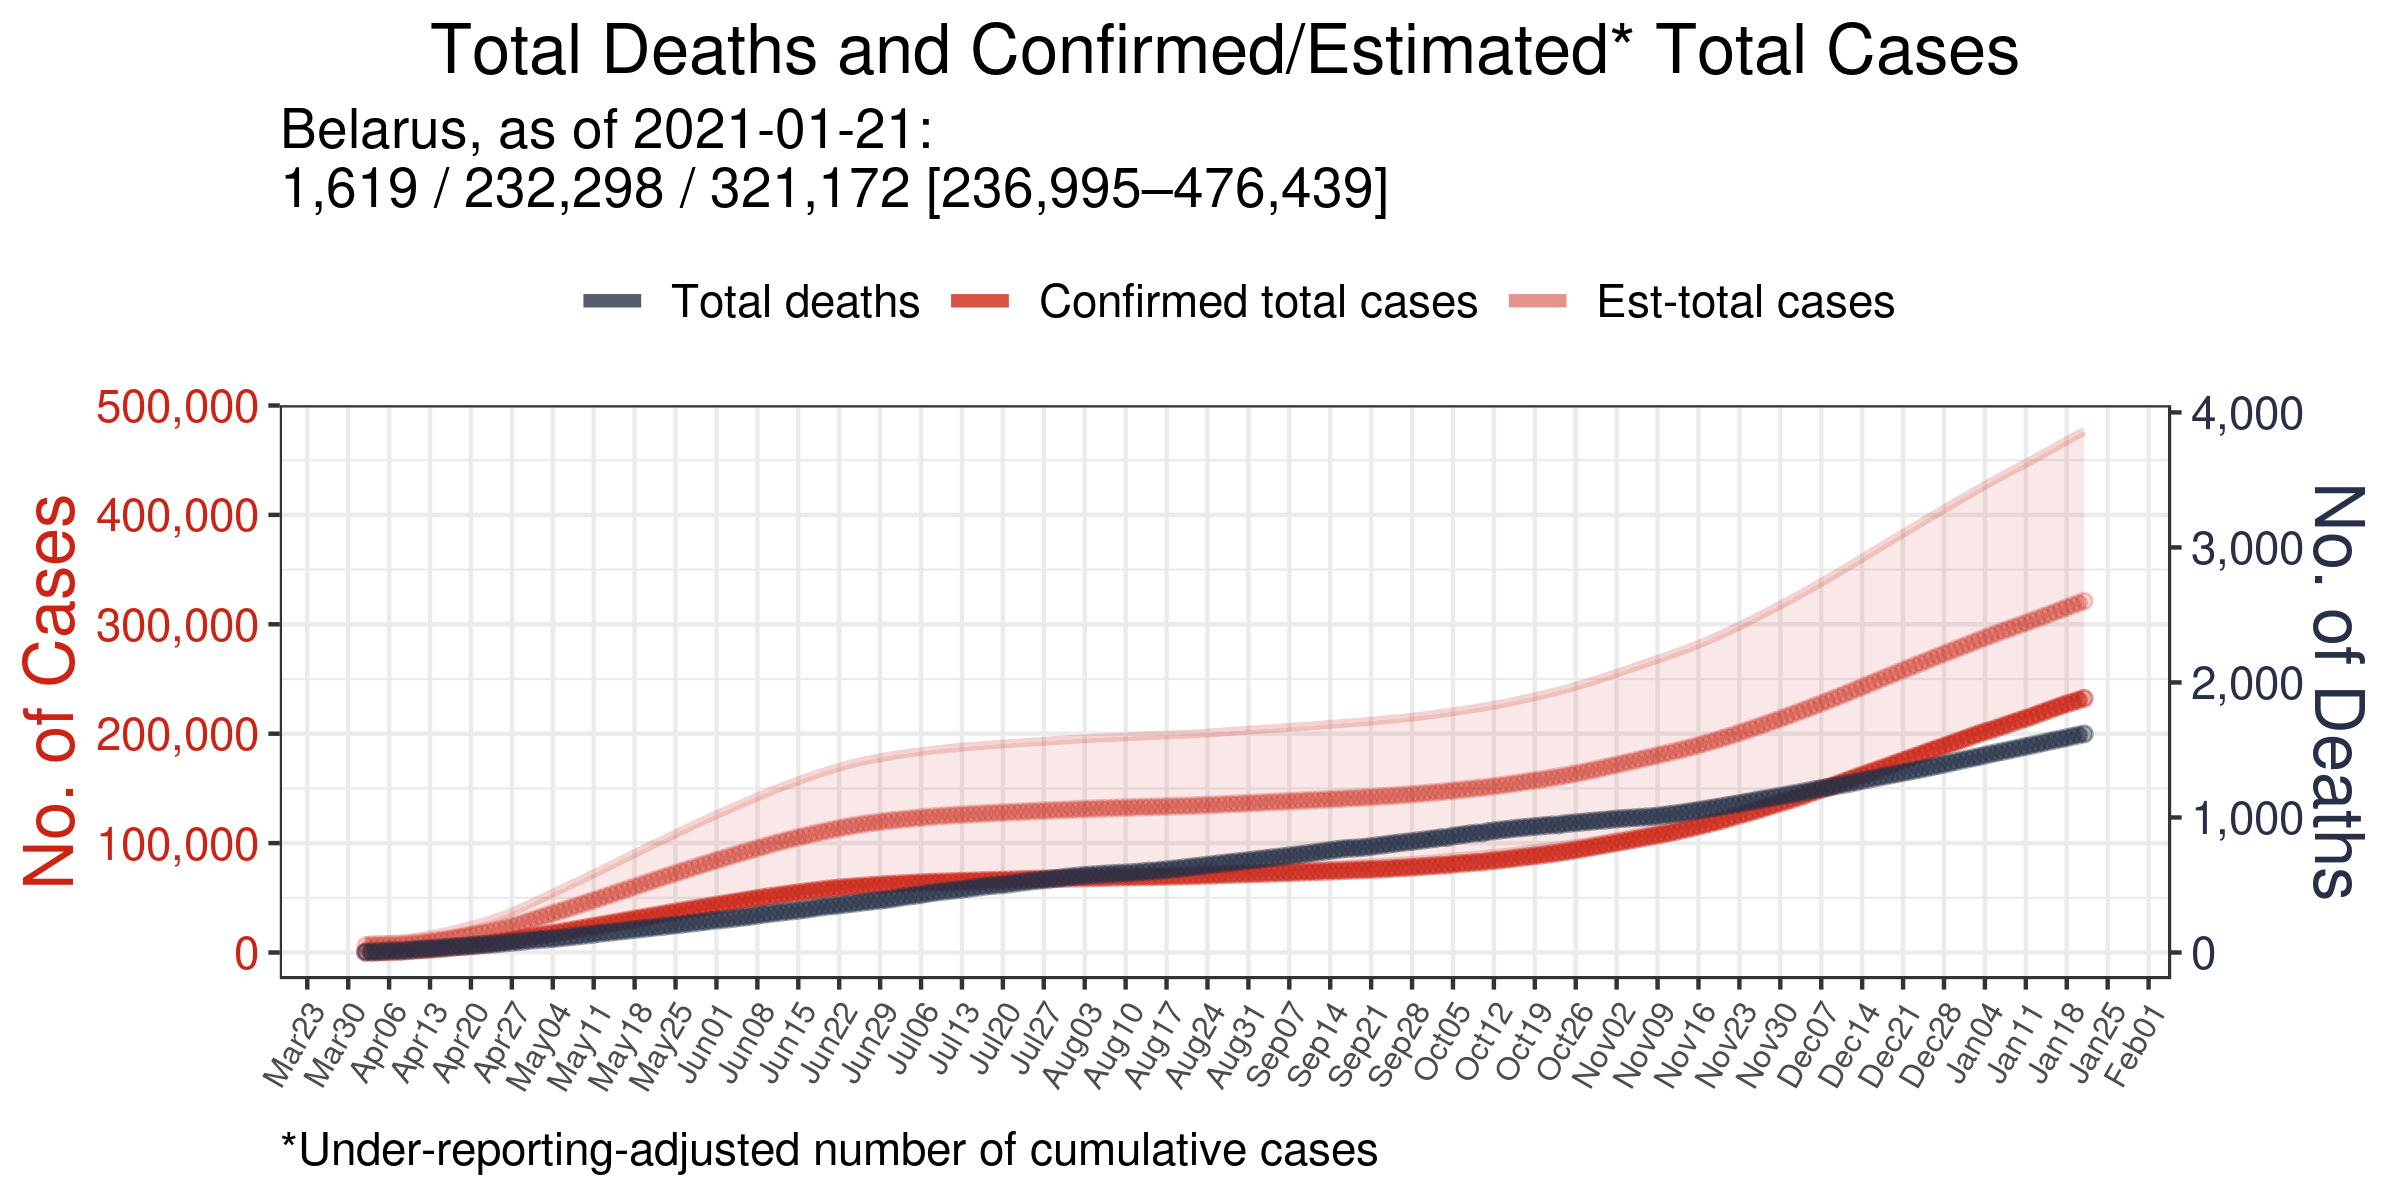 Total Deaths and Confirmed/Estimated* Total Cases
Belarus, as of 2021-01-21:
1,619 / 232,298 / 321,172 [236,995–476,439]
Total deaths
Confirmed total cases
Est-total cases
No. of Cases
500,000
400,000
300,000
200,000
100,000
0
4,000
3,000
2,000
1,000
0
No. of Deaths
Mar23
Mar30
Apr06
Apr13
Apr20
Apr27
May04
May11
May18
May25
Jun01
Jun08
Jun15
Jun22
Jun29
Jul06
Jul13
Jul20
Jul27
Aug03
Aug10
Aug17
Aug24
Aug31
Sep07
Sep14
Sep21
Sep28
Oct05
Oct12
Oct19
Oct26
Nov02
Nov09
Nov16
Nov23
Nov30
Dec07
Dec14
Dec21
Dec28
Jan04
Jan11
Jan18
Jan25
Feb01
*Under-reporting-adjusted number of cumulative cases